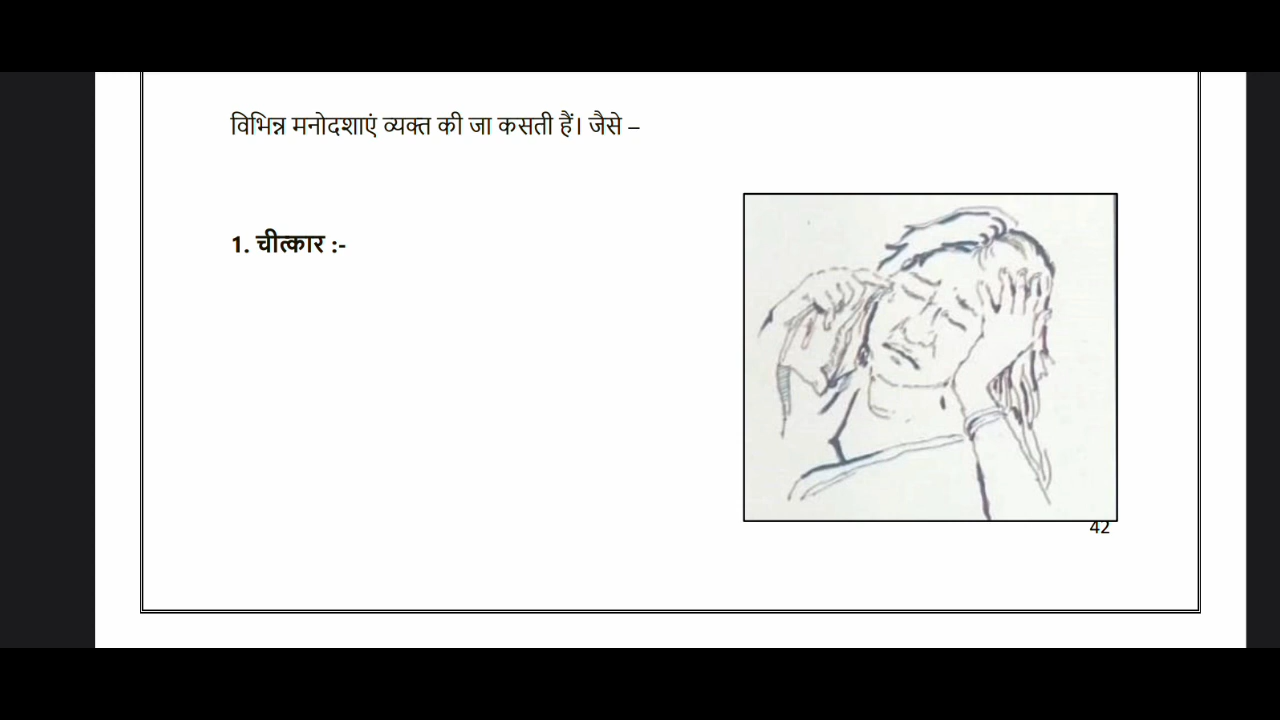 विभिन्न मनोदशाएं व्यक्त की जा कसती हैं। जैसे –
1. चीत्कार :-
42